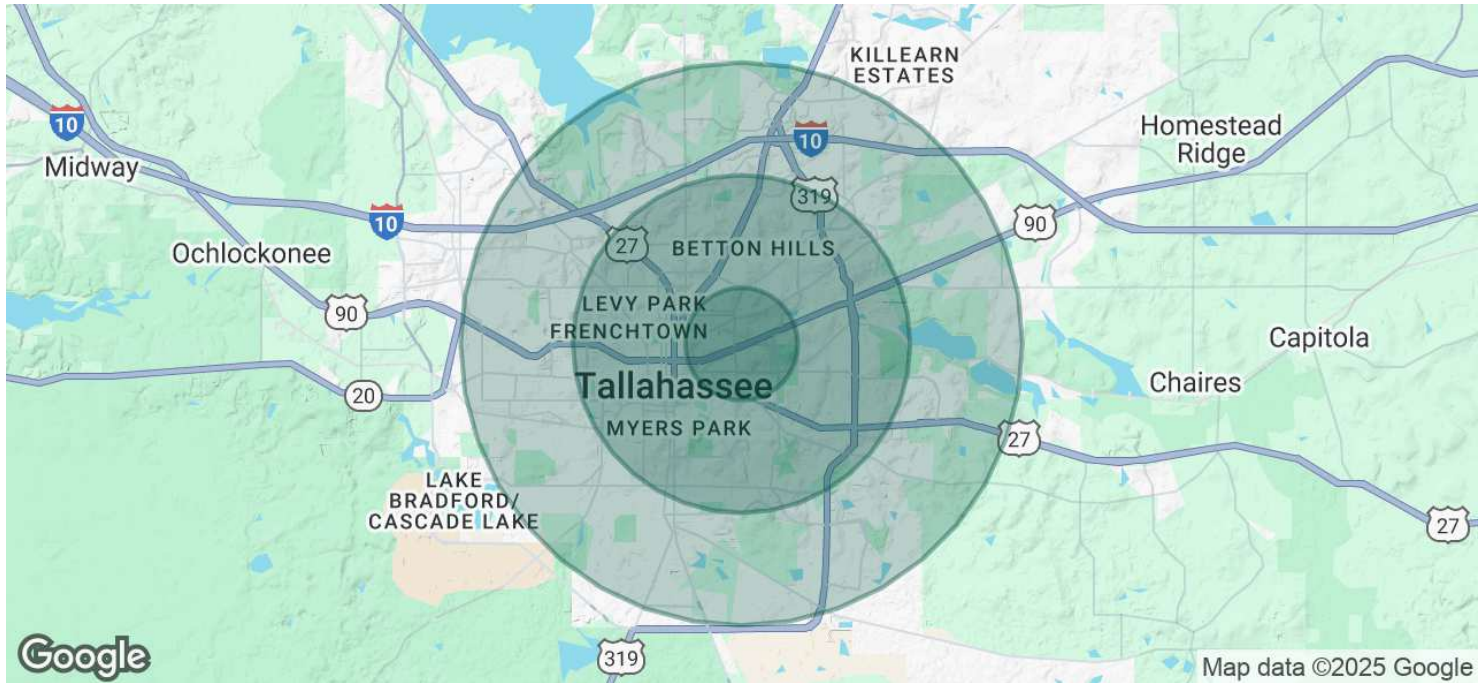 KILLEARN
ESTATES
10
10
Homestead
Ridge
Midway
319
10
90
27
BETTON HILLS
Ochlockonee
LEVY PARK
90
FRENCHTOWN
Capitola
Tallahassee
Chaires
20
MYERS PARK
27
LAKE
BRADFORD/
CASCADE LAKE
27
319
Google
Map data ©2025 Google